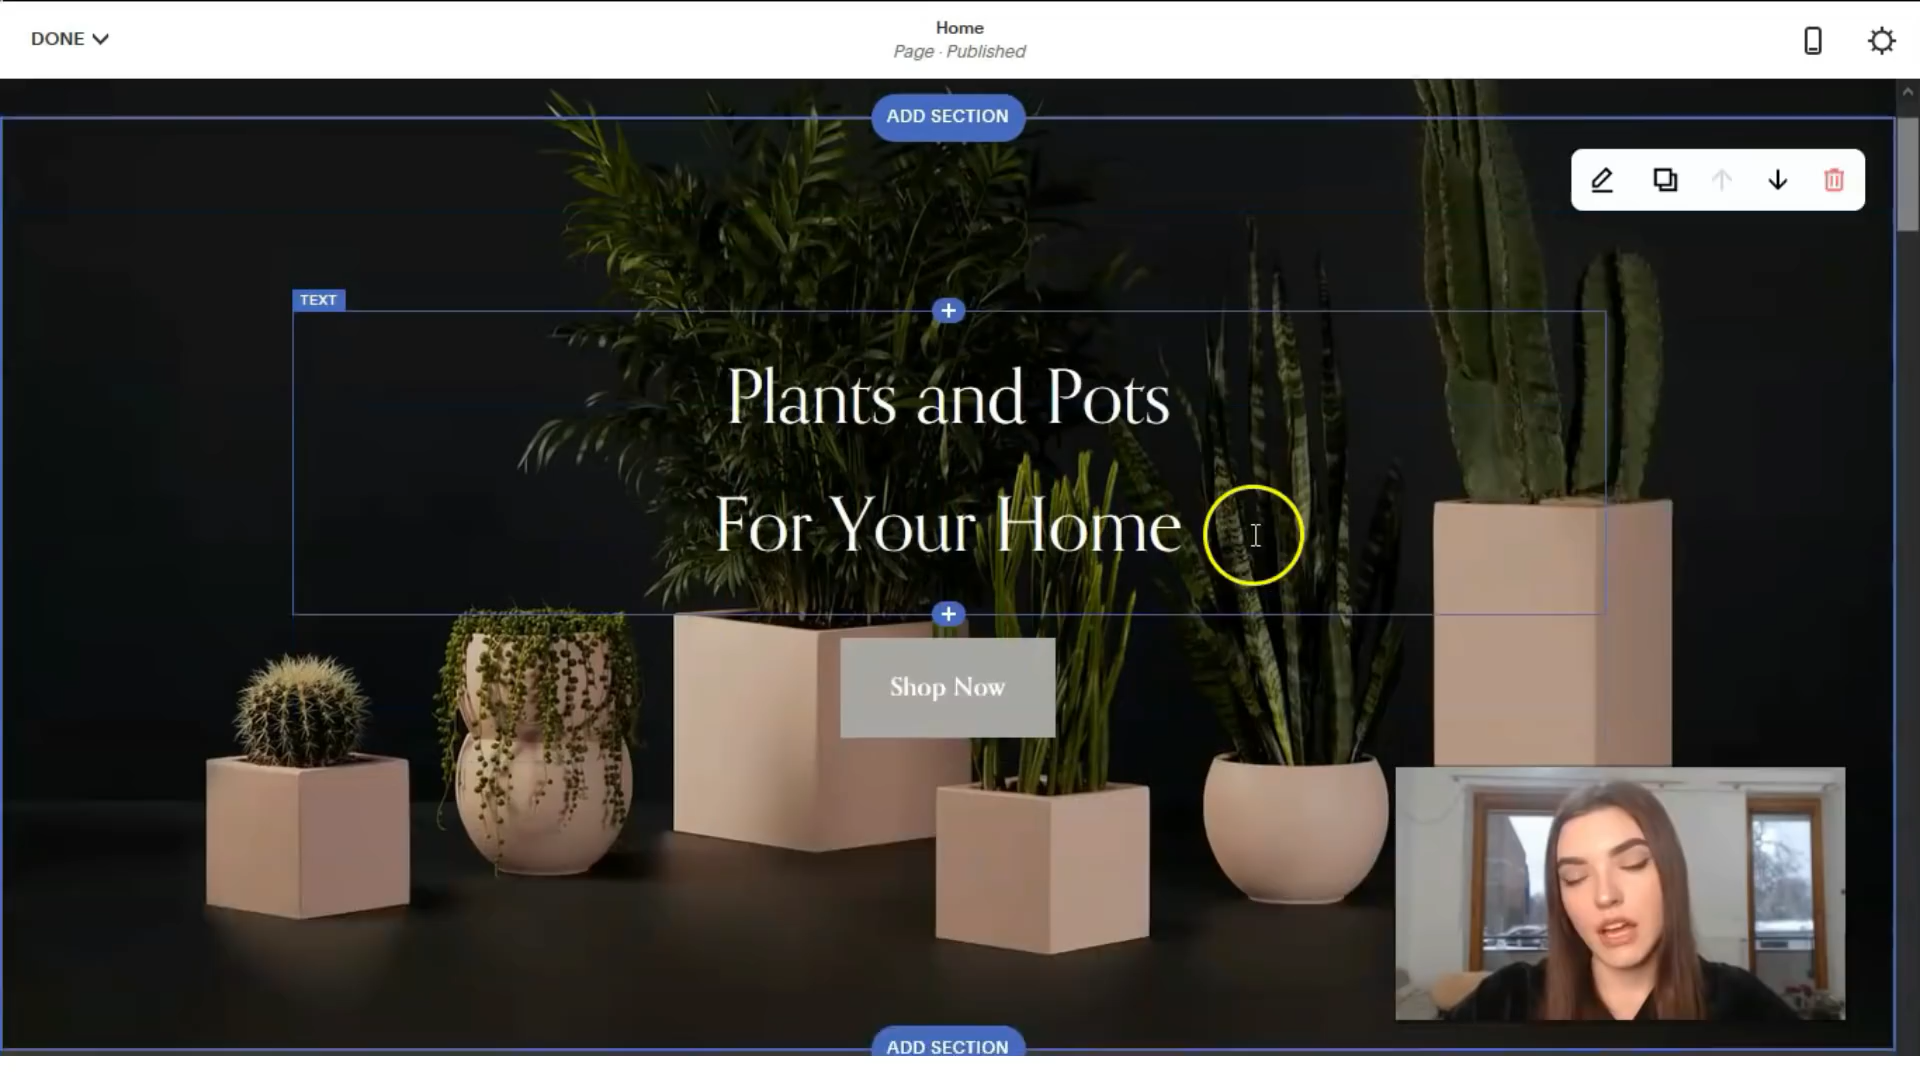 DONE
Home
Page · Published
ADD SECTION
TEXT
Plants and Pots
For Your Home
Shop Now
ADD SECTION